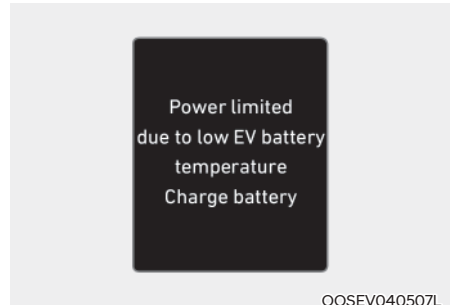 Power limited
due to low EV battery
temperature
Charge battery
OOSEV040507L